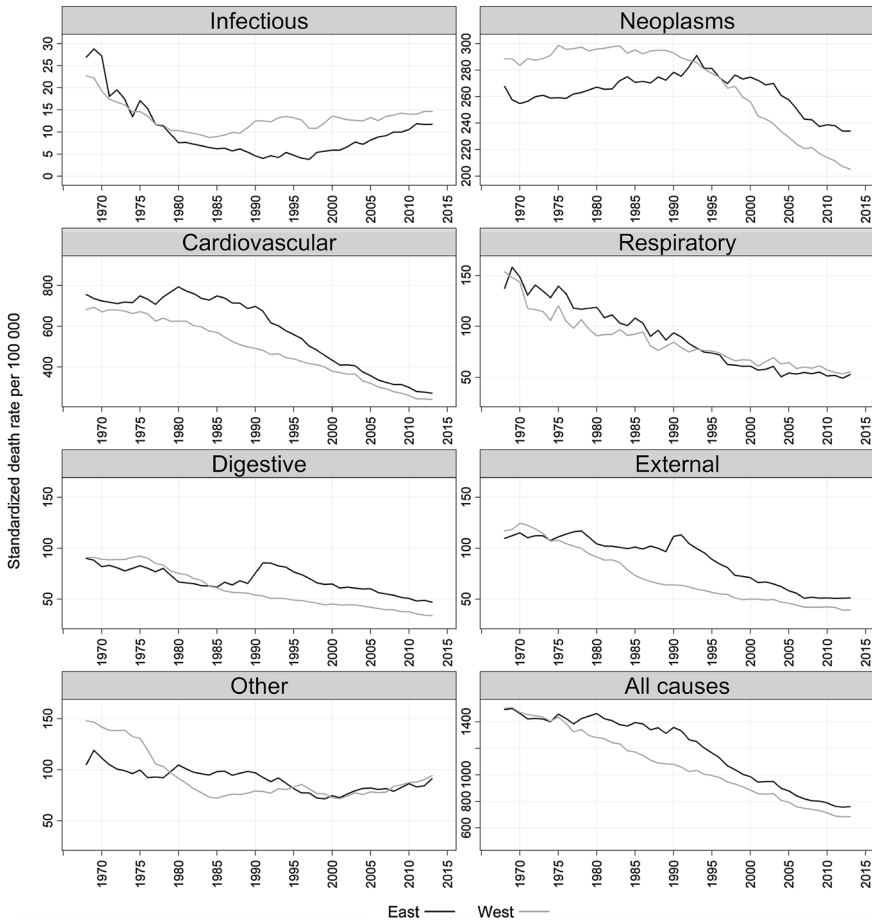 Infectious
Neoplasms
0 5 10 15 20 25 30
200 220 240 260 280 300
1970 1975 1980 1985 1990 1995 2000 2005 2010 2015
1970 1975 1980 1985 1990 1995 2000 2005 2010 2015
Cardiovascular
Respiratory
400 600 800
50 100 150
1970 1975 1980 1985 1990 1995 2000 2005 2010 2015
1970 1975 1980 1985 1990 1995 2000 2005 2010 2015
Standardized death rate per 100 000
Digestive
External
50 100 150
50 100 150
1970 1975 1980 1985 1990 1995 2000 2005 2010 2015
1970 1975 1980 1985 1990 1995 2000 2005 2010 2015
Other
All causes
50 100 150
600 800 1000 1400
1970 1975 1980 1985 1990 1995 2000 2005 2010 2015
1970 1975 1980 1985 1990 1995 2000 2005 2010 2015
East West